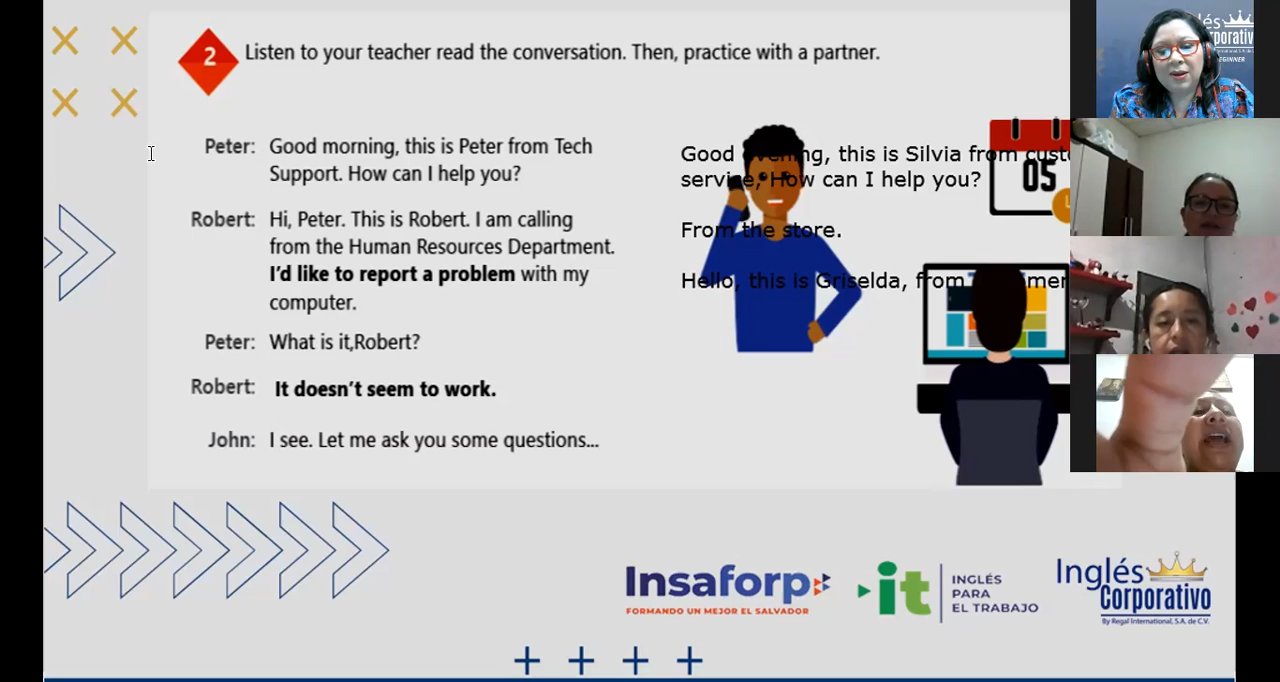 2 Listen to your teacher read the conversation. Then, practice with a partner.
Peter: Good morning, this is Peter from Tech
Support. How can I help you?
Robert: Hi, Peter. This is Robert. I am calling
from the Human Resources Department.
I'd like to report a problem with my
computer.
Peter: What is it,Robert?
Robert: It doesn't seem to work.
John: I see. Let me ask you some questions...
Good evening, this is Silvia from
service, How can I help you?
From the store.
Hello, this is Griselda, from
05
Insaforp
FORMANDO UN MEJOR EL SALVADOR
it
INGLÉS
PARA
EL TRABAJO
Inglés
Corporativo
By Regal International, S.A. de C.V.